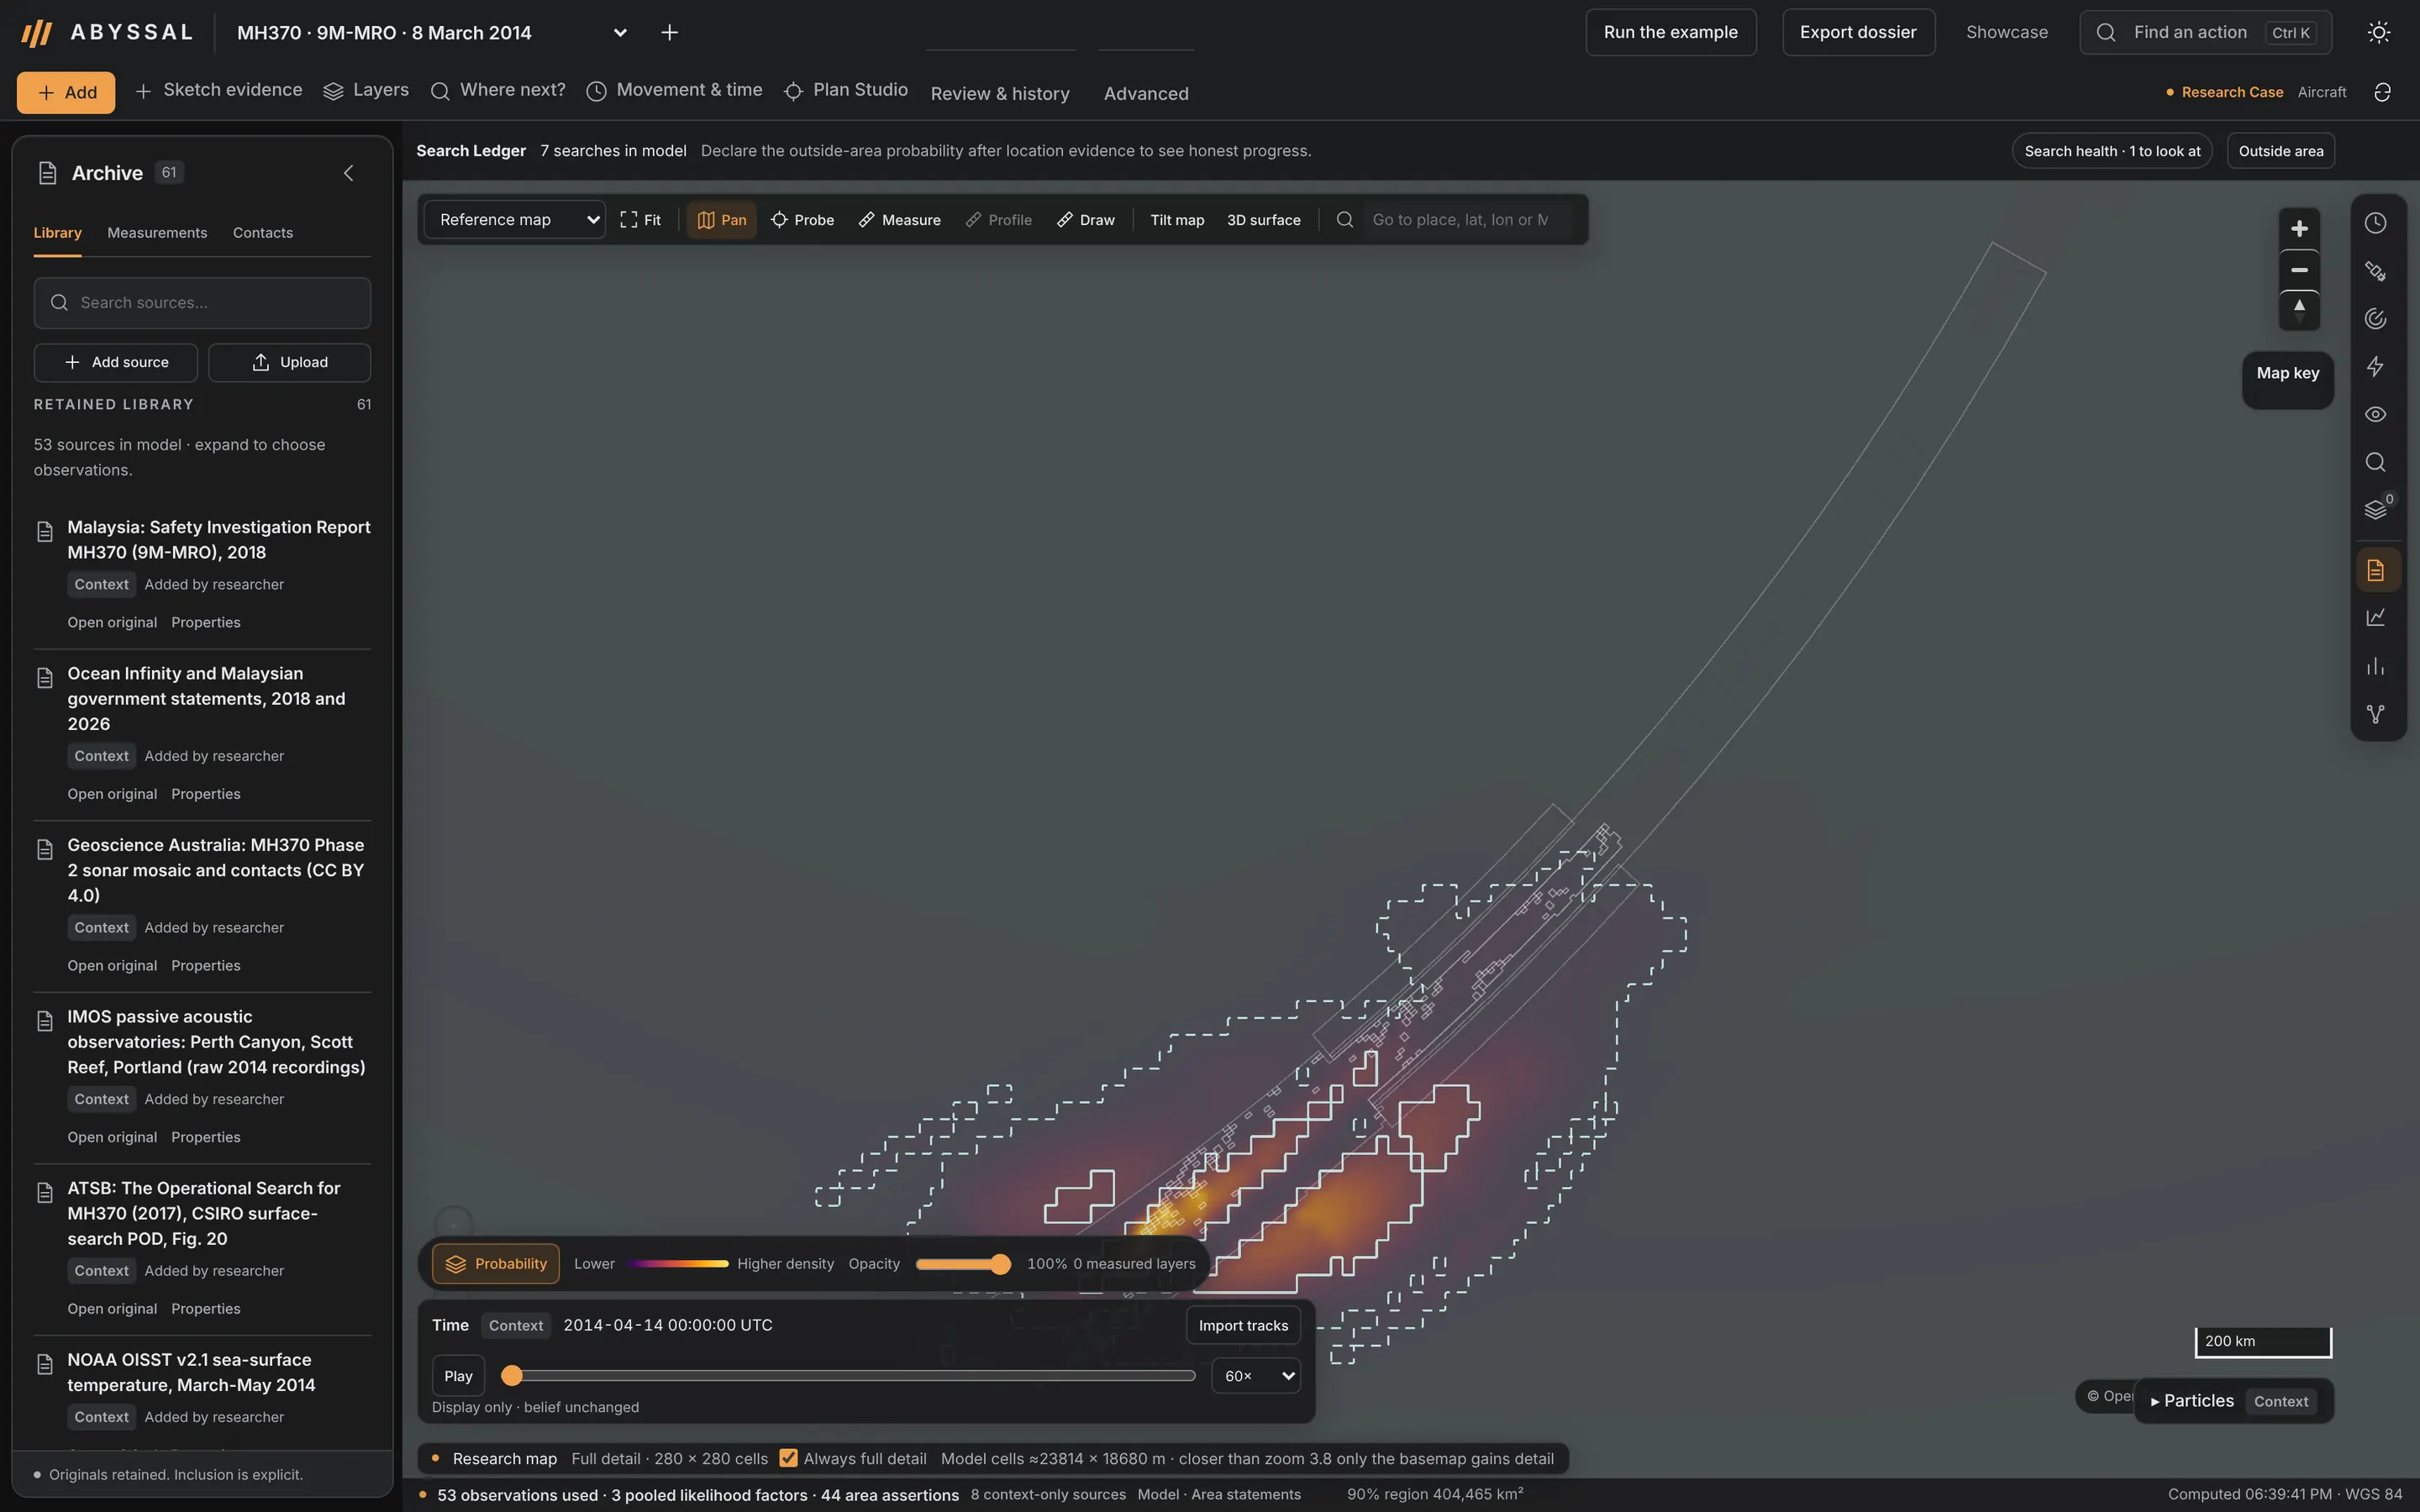 ABYSSAL
MH370 · 9M-MRO · 8 March 2014
Run the example
Export dossier
Showcase
Find an action Ctrl K
Add
Sketch evidence
Layers
Where next?
Movement & time
Plan Studio
Review & history
Advanced
Research Case Aircraft
Archive 61
Library Measurements Contacts
Search sources...
Add source
Upload
RETAINED LIBRARY 61
53 sources in model · expand to choose
observations.
Malaysia: Safety Investigation Report
MH370 (9M-MRO), 2018
Context Added by researcher
Open original Properties
Ocean Infinity and Malaysian
government statements, 2018 and
2026
Context Added by researcher
Open original Properties
Geoscience Australia: MH370 Phase
2 sonar mosaic and contacts (CC BY
4.0)
Context Added by researcher
Open original Properties
IMOS passive acoustic
observatories: Perth Canyon, Scott
Reef, Portland (raw 2014 recordings)
Context Added by researcher
Open original Properties
ATSB: The Operational Search for
MH370 (2017), CSIRO surface-
search POD, Fig. 20
Context Added by researcher
Open original Properties
NOAA OISST v2.1 sea-surface
temperature, March-May 2014
Context Added by researcher
Originals retained. Inclusion is explicit.
Search Ledger 7 searches in model Declare the outside-area probability after location evidence to see honest progress.
Search health · 1 to look at
Outside area
Reference map
Fit
Pan
Probe
Measure
Profile
Draw
Tilt map
3D surface
Go to place, lat, lon or M
Map key
0
Probability
Lower
Higher density
Opacity
100% 0 measured layers
Time Context 2014-04-14 00:00:00 UTC
Import tracks
Play
60×
Display only · belief unchanged
200 km
© Oper
Particles Context
Research map Full detail · 280 × 280 cells Always full detail Model cells ≈23814 × 18680 m · closer than zoom 3.8 only the basemap gains detail
53 observations used · 3 pooled likelihood factors · 44 area assertions 8 context-only sources Model · Area statements 90% region 404,465 km²
Computed 06:39:41 PM · WGS 84